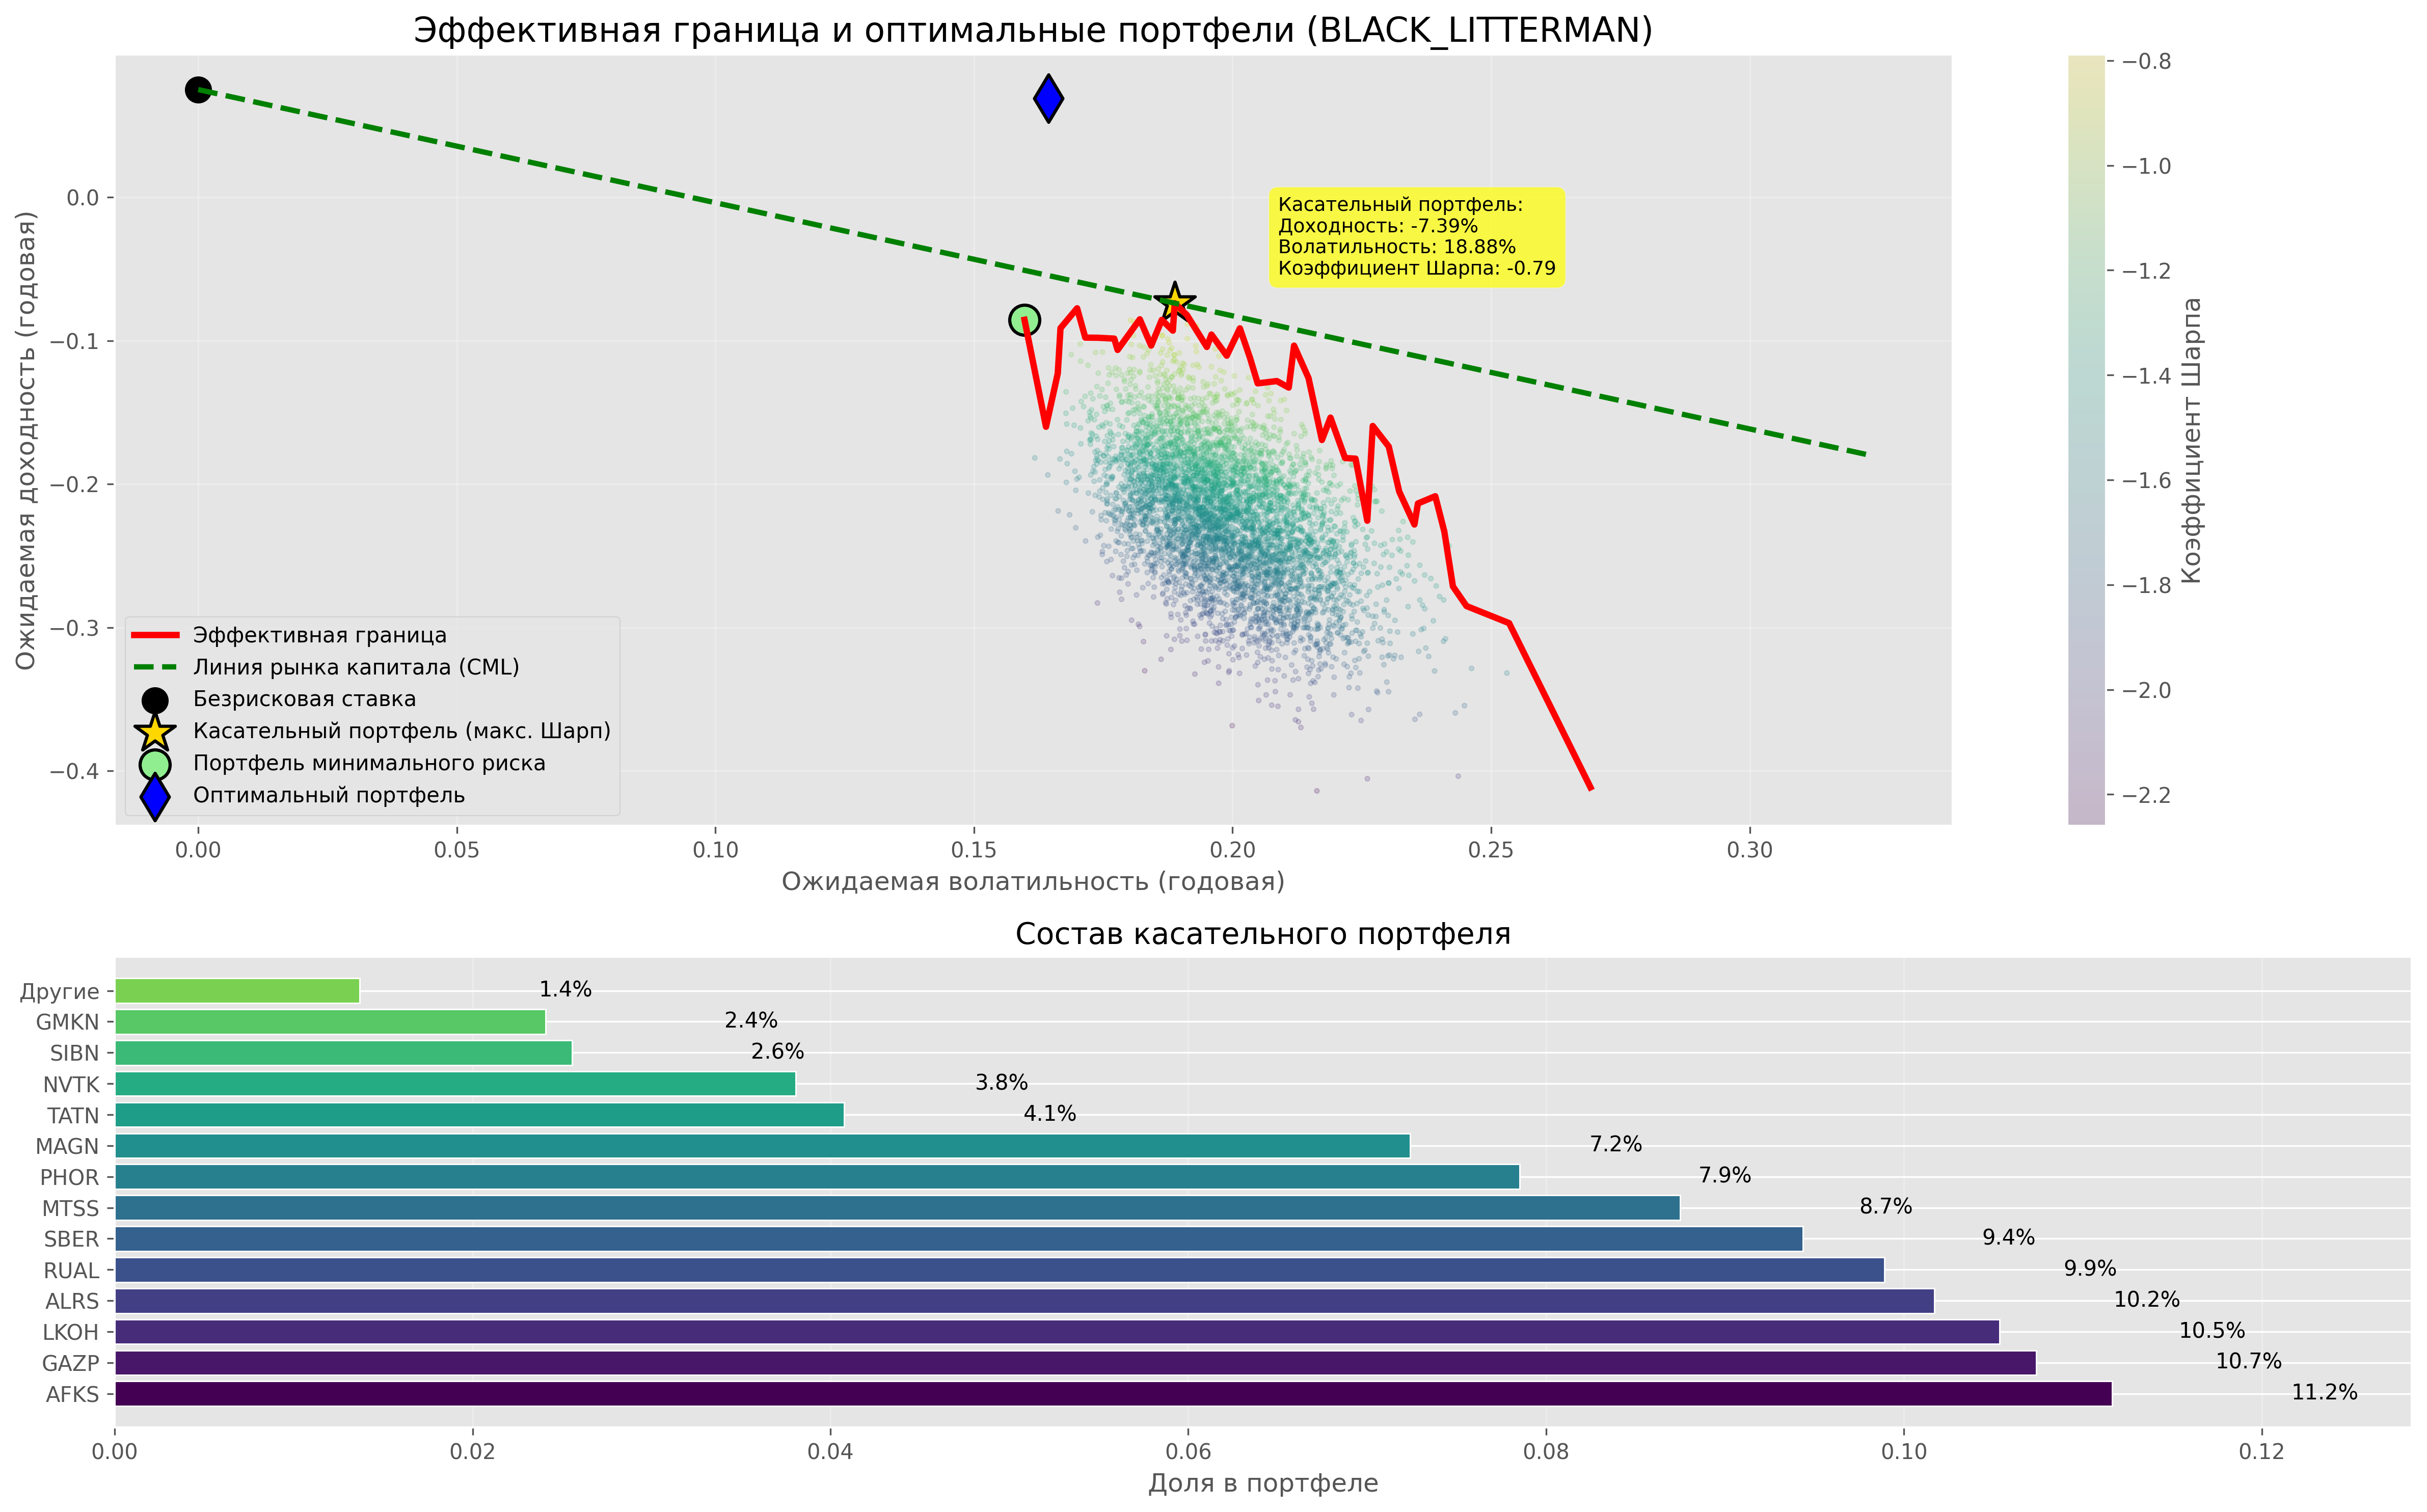 Эффективная граница и оптимальные портфели (BLACK_LITTERMAN)
Ожидаемая доходность (годовая)
0.0
−0.1
−0.2
−0.3
−0.4
Касательный портфель:
Доходность: -7.39%
Волатильность: 18.88%
Коэффициент Шарпа: -0.79
Эффективная граница
Линия рынка капитала (CML)
Безрисковая ставка
Касательный портфель (макс. Шарп)
Портфель минимального риска
Оптимальный портфель
0.00 0.05 0.10 0.15 0.20 0.25 0.30
Ожидаемая волатильность (годовая)
−0.8
−1.0
−1.2
−1.4
−1.6
−1.8
−2.0
−2.2
Коэффициент Шарпа
Состав касательного портфеля
Другие 1.4%
GMKN 2.4%
SIBN 2.6%
NVTK 3.8%
TATN 4.1%
MAGN 7.2%
PHOR 7.9%
MTSS 8.7%
SBER 9.4%
RUAL 9.9%
ALRS 10.2%
LKOH 10.5%
GAZP 10.7%
AFKS 11.2%
0.00 0.02 0.04 0.06 0.08 0.10 0.12
Доля в портфеле